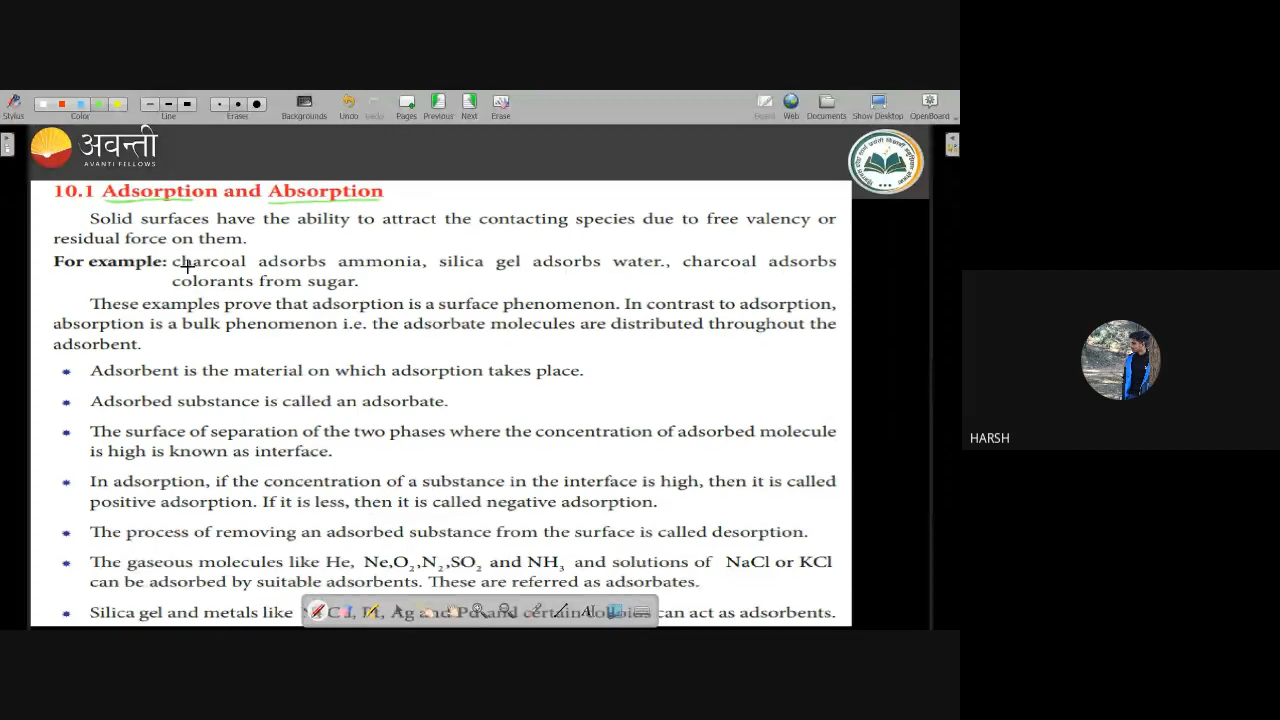 Stylus Color Line Eraser Backgrounds Undo Redo Pages Previous Next Erase Board Web Documents Show Desktop OpenBoard
अवन्ती
AVANTI FELLOWS
10.1 Adsorption and Absorption
Solid surfaces have the ability to attract the contacting species due to free valency or
residual force on them.
For example: charcoal adsorbs ammonia, silica gel adsorbs water., charcoal adsorbs
colorants from sugar.
These examples prove that adsorption is a surface phenomenon. In contrast to adsorption,
absorption is a bulk phenomenon i.e. the adsorbate molecules are distributed throughout the
adsorbent.
Adsorbent is the material on which adsorption takes place.
Adsorbed substance is called an adsorbate.
The surface of separation of the two phases where the concentration of adsorbed molecule
is high is known as interface.
In adsorption, if the concentration of a substance in the interface is high, then it is called
positive adsorption. If it is less, then it is called negative adsorption.
The process of removing an adsorbed substance from the surface is called desorption.
The gaseous molecules like He, Ne,O₂,N₂,SO₂ and NH₃ and solutions of NaCl or KCl
can be adsorbed by suitable adsorbents. These are referred as adsorbates.
Silica gel and metals like Ag and Pd and certain colloids can act as adsorbents.
HARSH